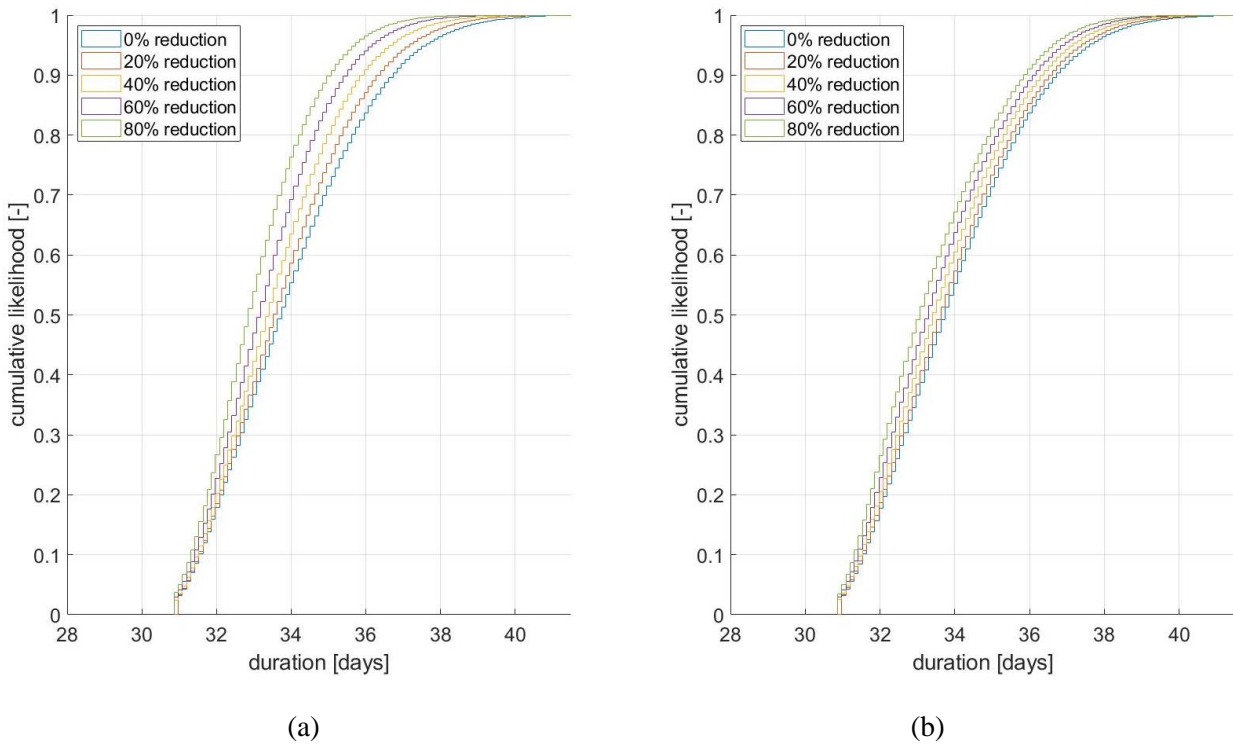 1
0.9
0.8
0.7
0.6
0.5
0.4
0.3
0.2
0.1
0
cumulative likelihood [-]
0% reduction
20% reduction
40% reduction
60% reduction
80% reduction
28 30 32 34 36 38 40
duration [days]
(a)
1
0.9
0.8
0.7
0.6
0.5
0.4
0.3
0.2
0.1
0
cumulative likelihood [-]
0% reduction
20% reduction
40% reduction
60% reduction
80% reduction
28 30 32 34 36 38 40
duration [days]
(b)